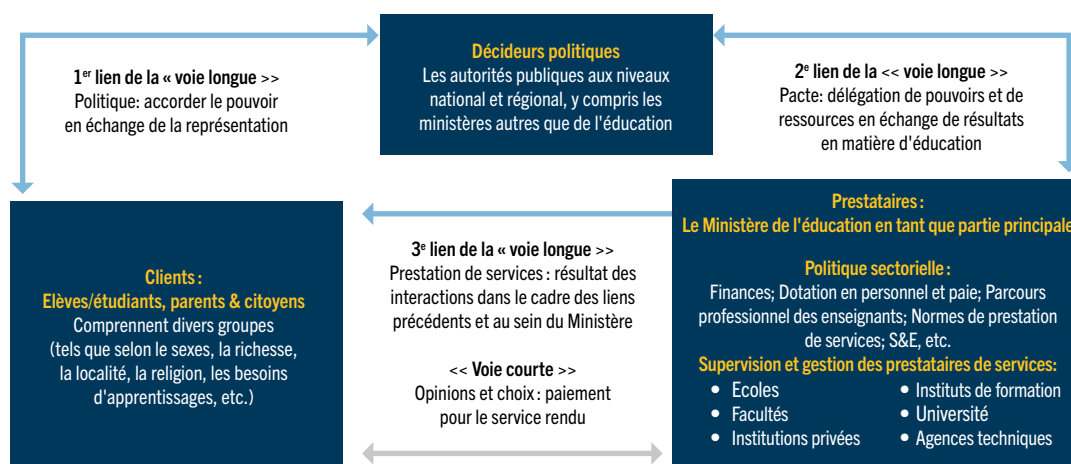 Décideurs politiques
Les autorités publiques aux niveaux
national et régional, y compris les
ministères autres que de l'éducation
1er lien de la « voie longue >>
Politique: accorder le pouvoir
en échange de la représentation
2e lien de la << voie longue >>
Pacte: délégation de pouvoirs et de
ressources en échange de résultats
en matière d'éducation
Clients :
Elèves/étudiants, parents & citoyens
Comprennent divers groupes
(tels que selon le sexes, la richesse,
la localité, la religion, les besoins
d'apprentissages, etc.)
3e lien de la « voie longue >>
Prestation de services : résultat des
interactions dans le cadre des liens
précédents et au sein du Ministère
<< Voie courte >>
Opinions et choix : paiement
pour le service rendu
Prestataires :
Le Ministère de l'éducation en tant que partie principale
Politique sectorielle :
Finances; Dotation en personnel et paie; Parcours
professionnel des enseignants; Normes de prestation
de services; S&E, etc.
Supervision et gestion des prestataires de services:
• Ecoles
• Facultés
• Institutions privées
• Instituts de formation
• Université
• Agences techniques